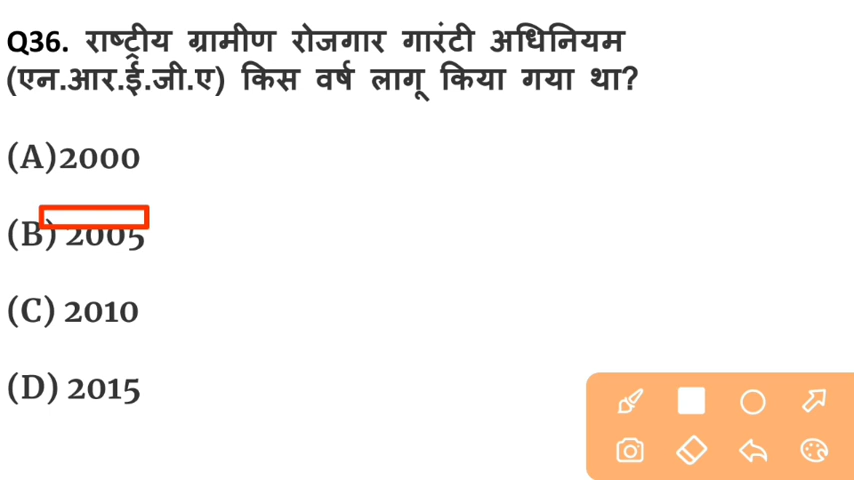 Q36. राष्ट्रीय ग्रामीण रोजगार गारंटी अधिनियम
(एन.आर.ई.जी.ए) किस वर्ष लागू किया गया था?
(A)2000
(B) 2005
(C) 2010
(D) 2015